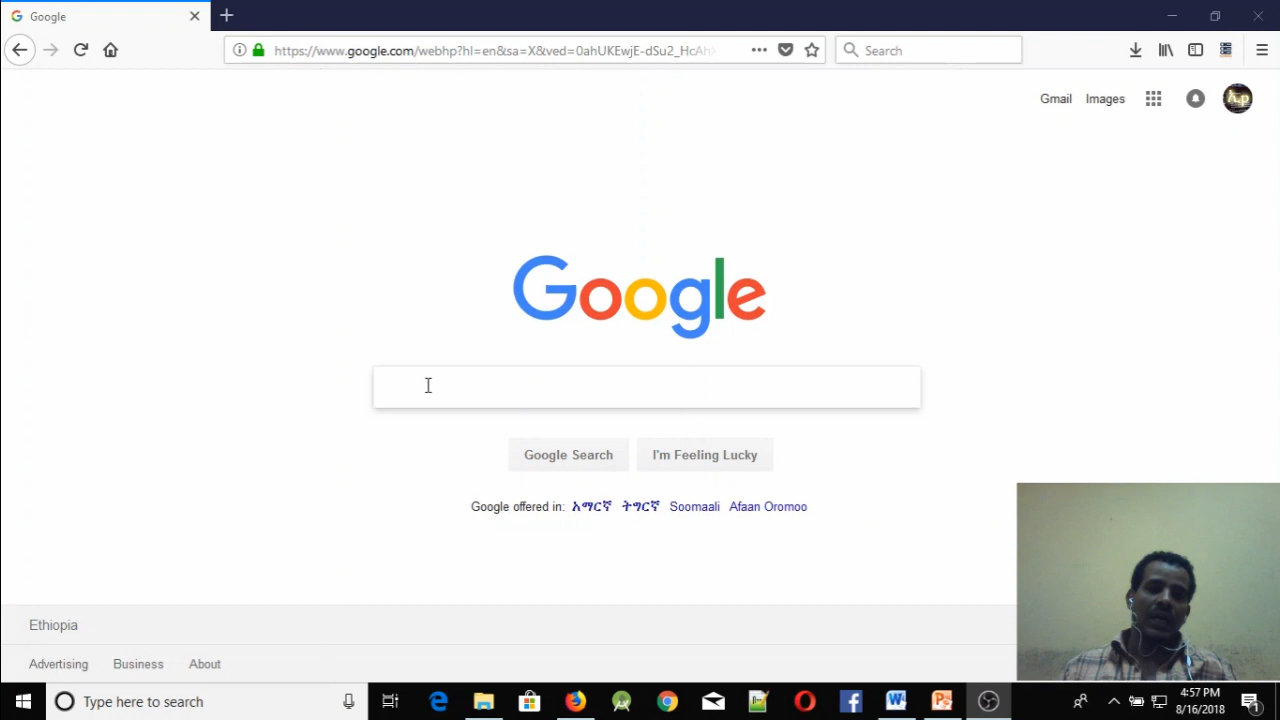 Google
https://www.google.com/webhp?hl=en&sa=X&ved=0ahUKEwjE-dSu2_HcAh
Search
Gmail Images
አ.p
Google
Google Search I'm Feeling Lucky
Google offered in: አማርኛ ትግርኛ Soomaali Afaan Oromoo
Ethiopia
Advertising Business About
Type here to search
4:57 PM
8/16/2018
1